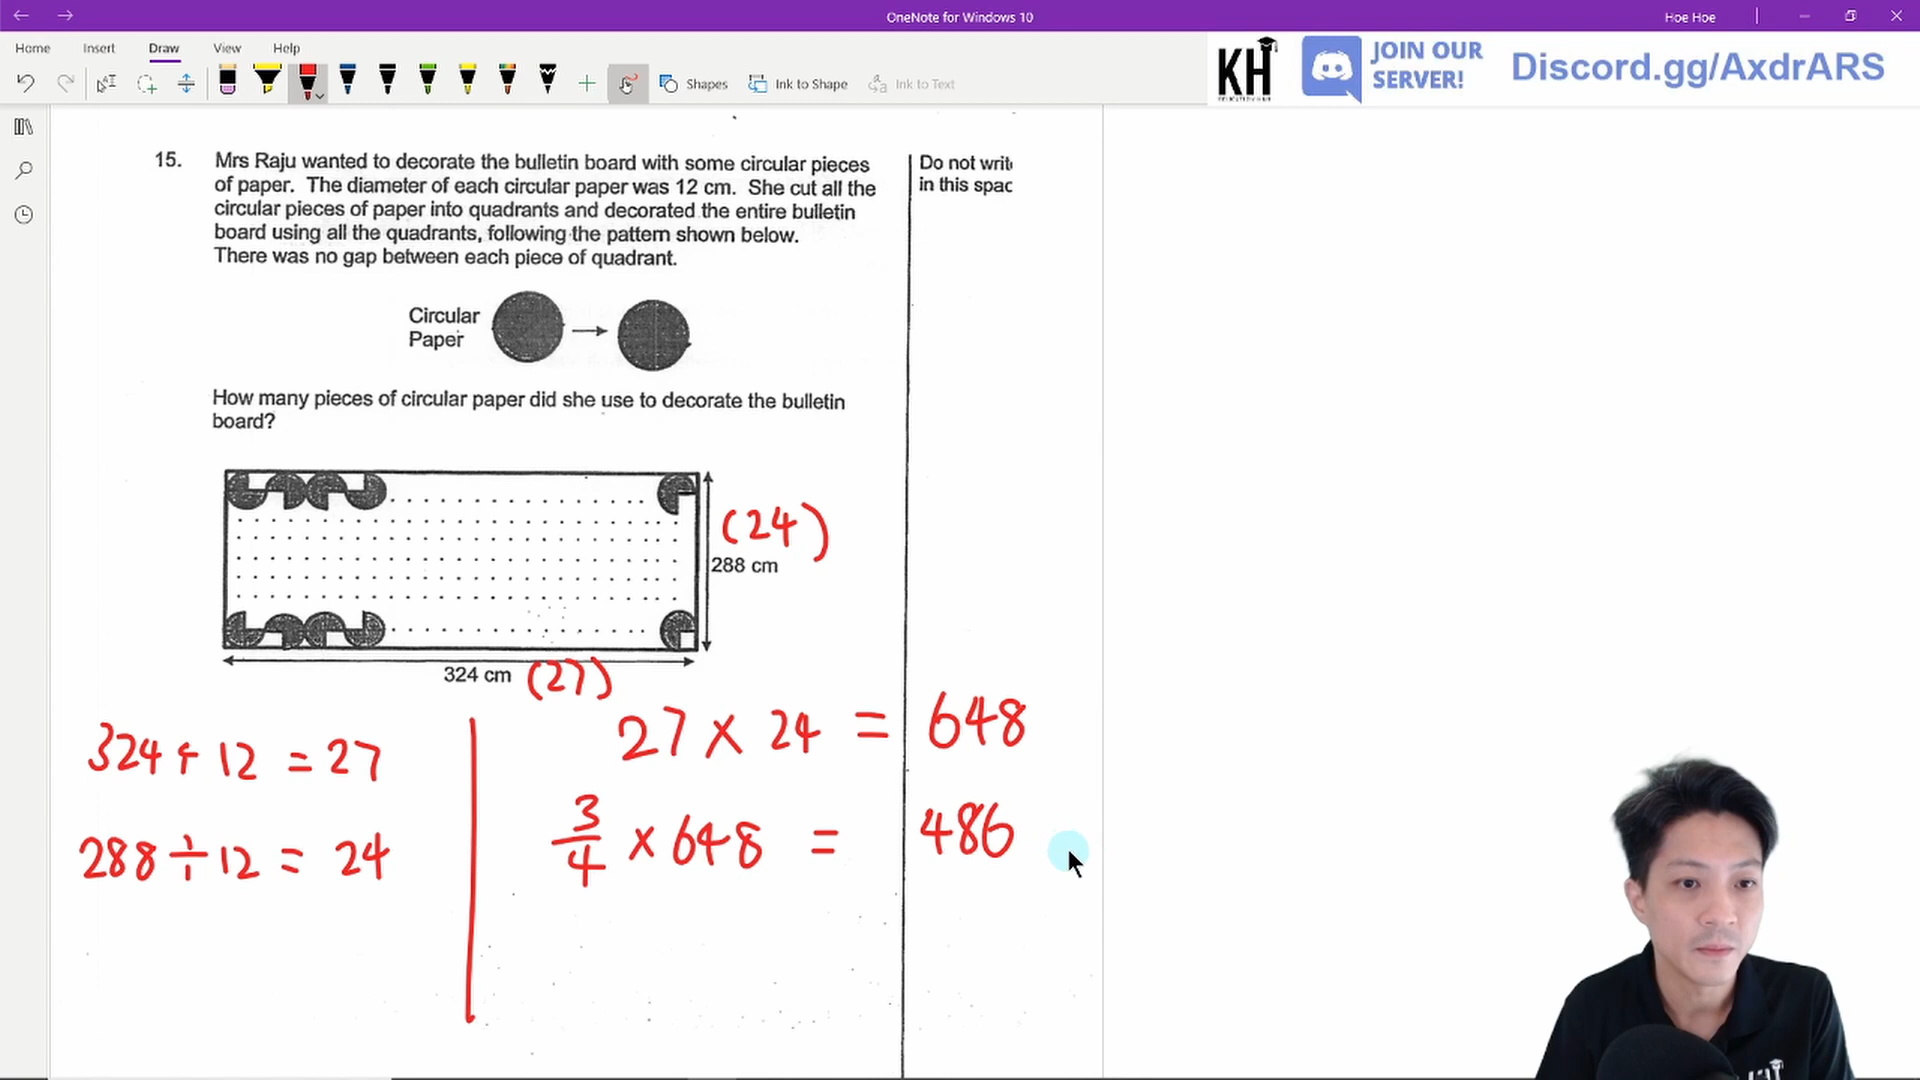 OneNote for Windows 10
Hoe Hoe
Home Insert Draw View Help
Shapes Ink to Shape Ink to Text
KH
JOIN OUR
SERVER!
Discord.gg/AxdrARS
15. Mrs Raju wanted to decorate the bulletin board with some circular pieces
of paper. The diameter of each circular paper was 12 cm. She cut all the
circular pieces of paper into quadrants and decorated the entire bulletin
board using all the quadrants, following the pattern shown below.
There was no gap between each piece of quadrant.
Do not write
in this spac
Circular
Paper
How many pieces of circular paper did she use to decorate the bulletin
board?
(24)
288 cm
324 cm (27)
324 ÷ 12 = 27
288 ÷ 12 = 24
27 × 24 = 648
3/4 × 648 = 486